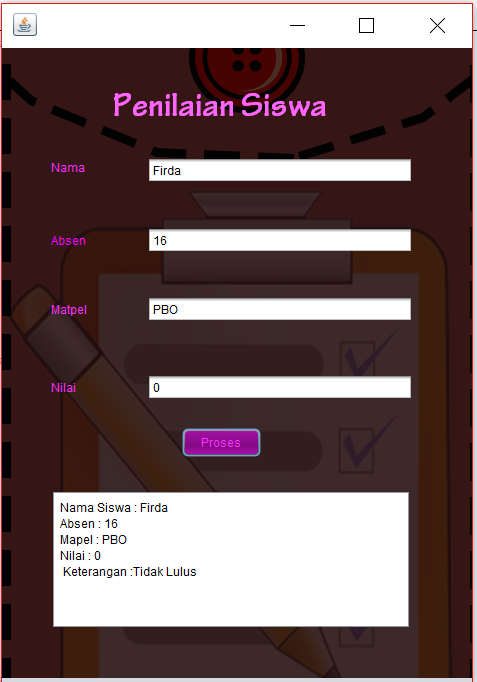 Penilaian Siswa
Nama
Firda
Absen
16
Matpel
PBO
Nilai
0
Proses
Nama Siswa : Firda
Absen : 16
Mapel : PBO
Nilai : 0
Keterangan :Tidak Lulus